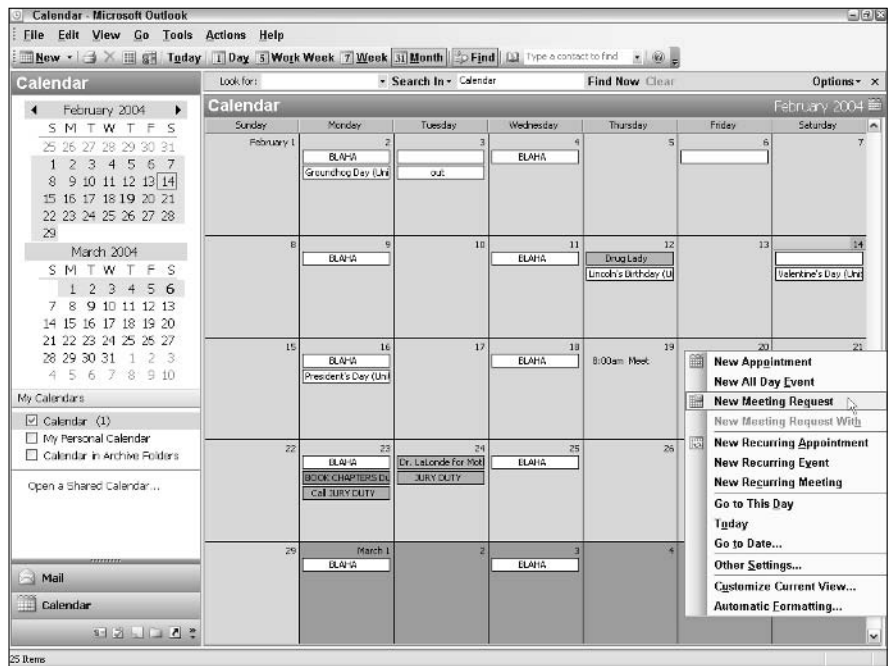 Calendar - Microsoft Outlook
File Edit View Go Tools Actions Help
New Today 1 Day 5 Work Week 7 Week 31 Month Find Type a contact to find
Calendar
Look for: Search In Calendar Find Now Clear Options
February 2004
S M T W T F S
25 26 27 28 29 30 31
1 2 3 4 5 6 7
8 9 10 11 12 13 14
15 16 17 18 19 20 21
22 23 24 25 26 27 28
29
March 2004
S M T W T F S
1 2 3 4 5 6
7 8 9 10 11 12 13
14 15 16 17 18 19 20
21 22 23 24 25 26 27
28 29 30 31 1 2 3
4 5 6 7 8 9 10
My Calendars
Calendar (1)
My Personal Calendar
Calendar in Archive Folders
Open a Shared Calendar...
Mail
Calendar
Calendar February 2004
Sunday Monday Tuesday Wednesday Thursday Friday Saturday
February 1 2 3 4 5 6 7
BLAHA BLAHA
Groundhog Day (Uni out
8 9 10 11 12 13 14
BLAHA BLAHA Drug Lady
Lincoln's Birthday (U Valentine's Day (Uni
15 16 17 18 19 20 21
BLAHA BLAHA 8:00am Meet
President's Day (Uni
22 23 24 25 26
BLAHA Dr. LaLonde for Mot BLAHA
BOOK CHAPTERS DU JURY DUTY
Call JURY DUTY
29 March 1 2 3 4
BLAHA BLAHA
New Appointment
New All Day Event
New Meeting Request
New Meeting Request With
New Recurring Appointment
New Recurring Event
New Recurring Meeting
Go to This Day
Today
Go to Date...
Other Settings...
Customize Current View...
Automatic Formatting...
25 Items